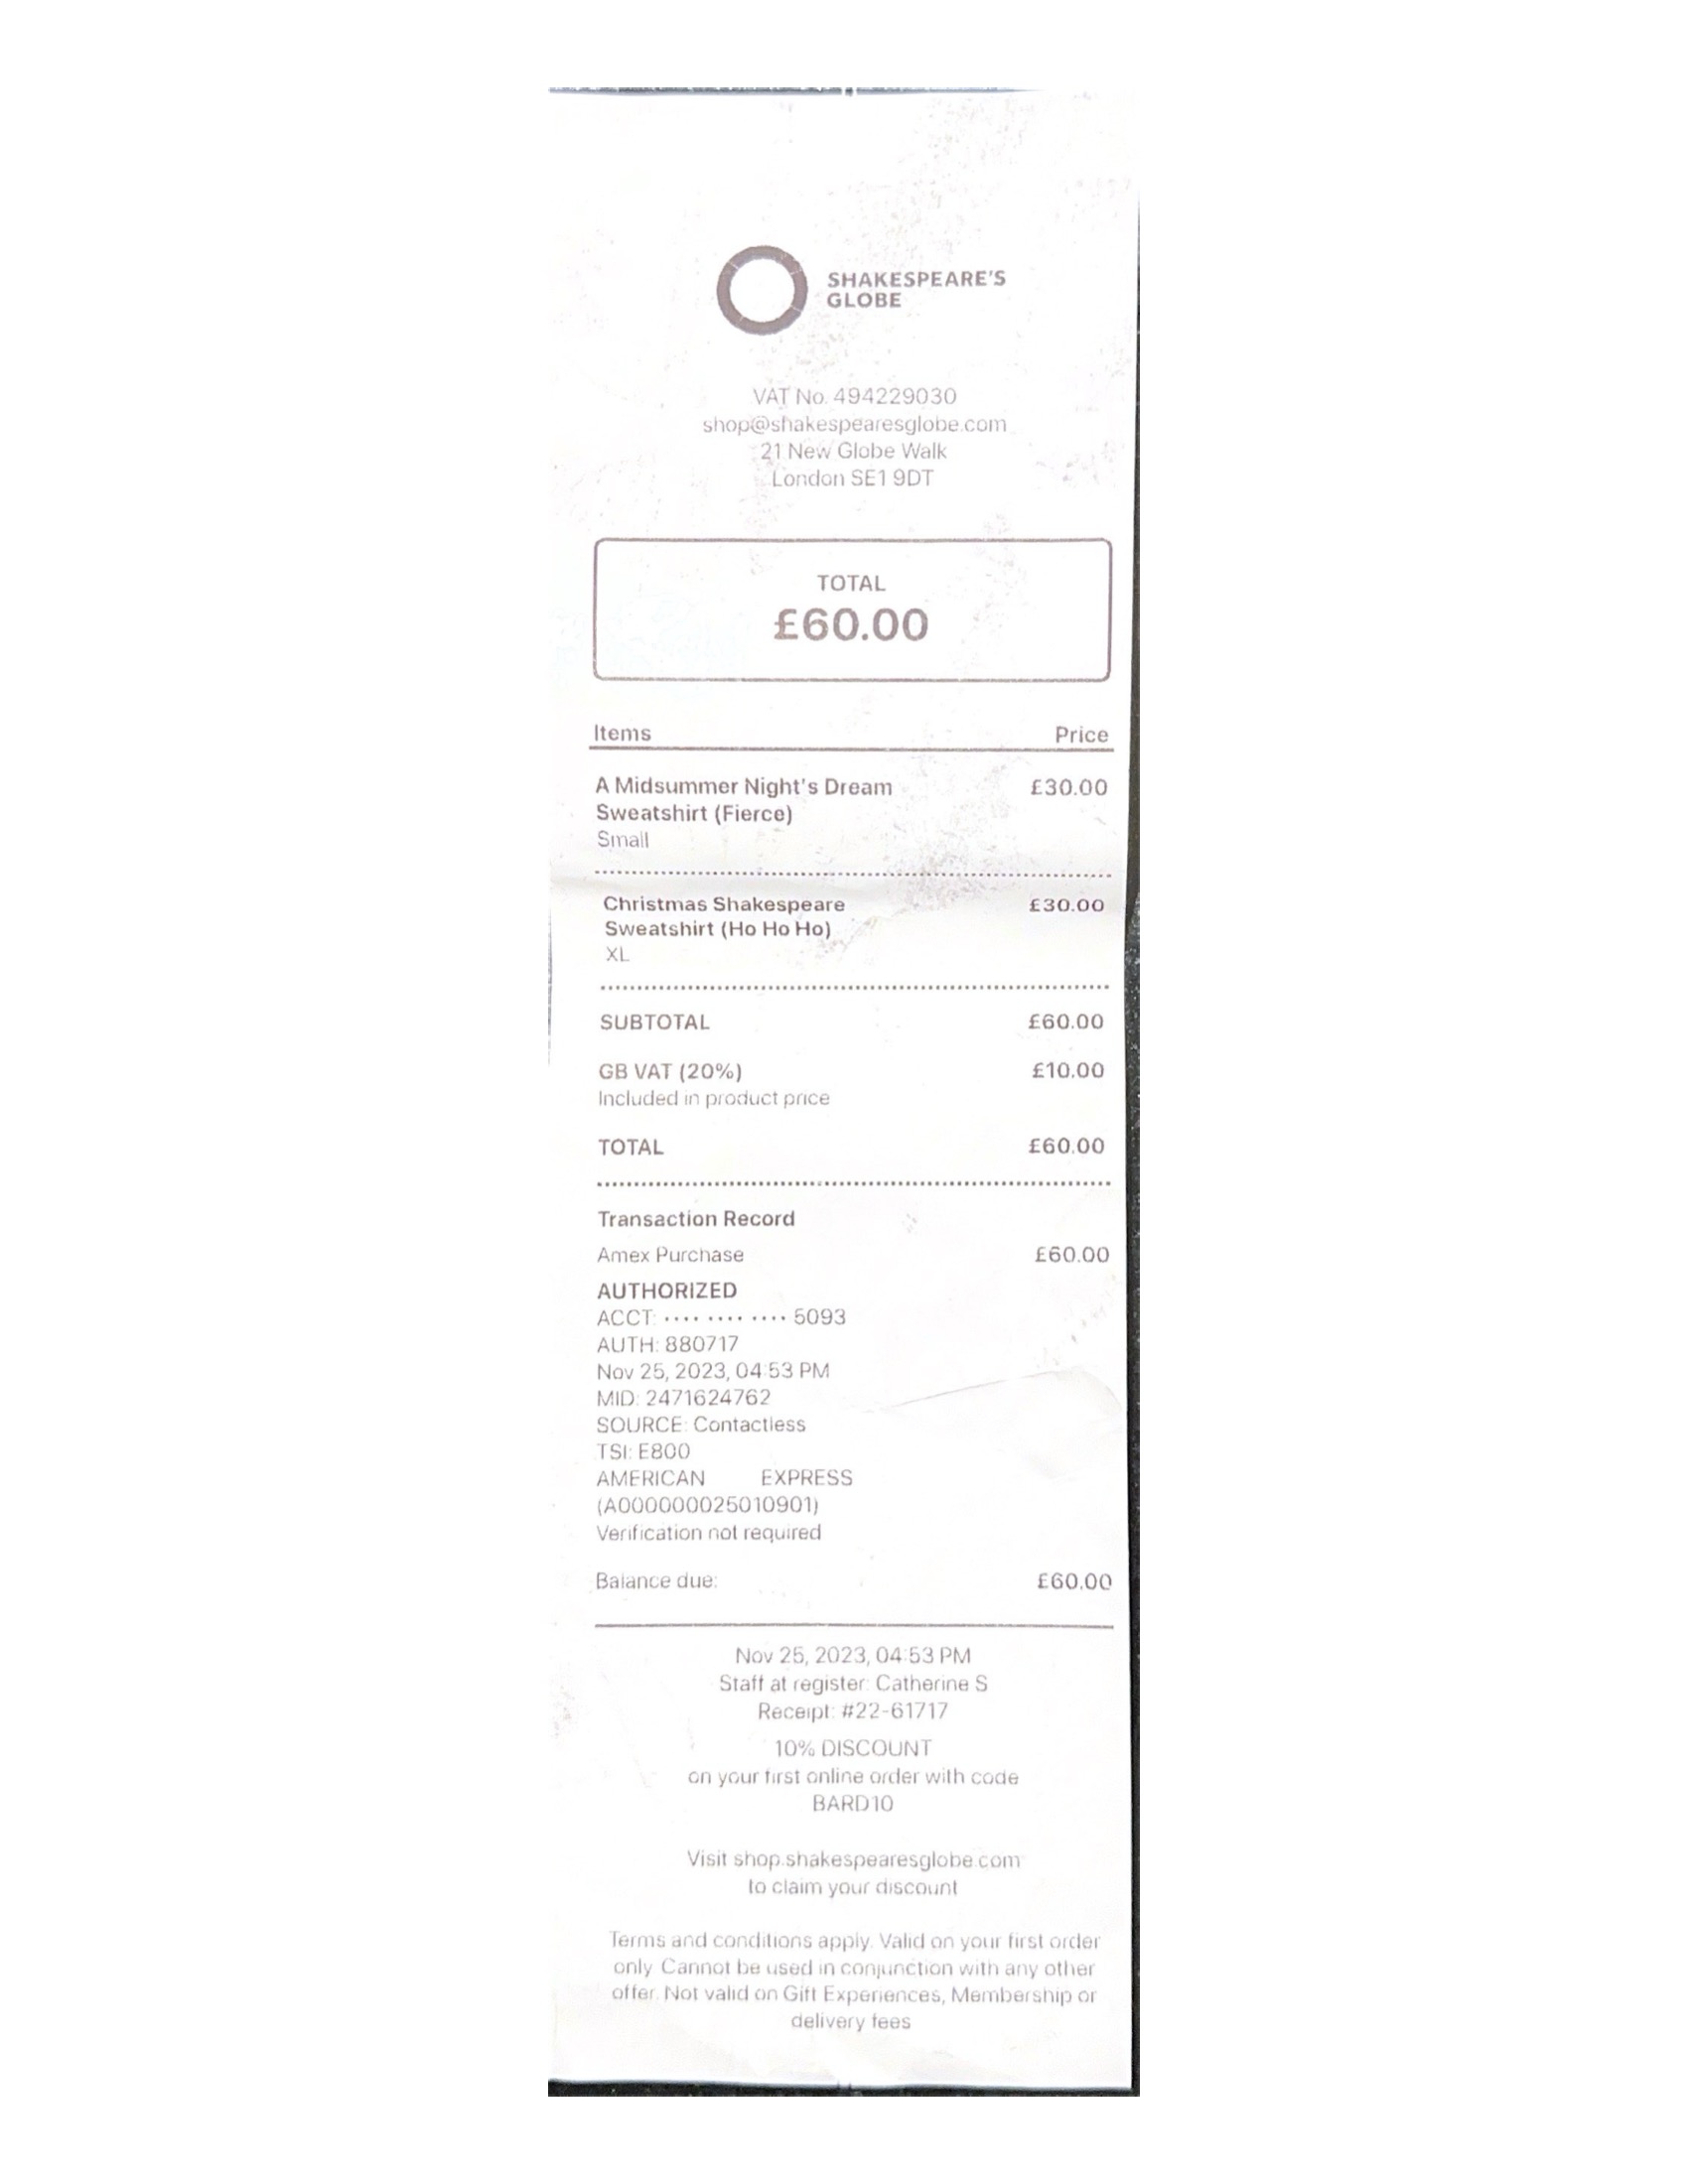 SHAKESPEARE'S
GLOBE
VAT No. 494229030
shop@shakespearesglobe.com
21 New Globe Walk
London SE1 9DT
TOTAL
£60.00
Items Price
A Midsummer Night's Dream £30.00
Sweatshirt (Fierce)
Small
Christmas Shakespeare £30.00
Sweatshirt (Ho Ho Ho)
XL
SUBTOTAL £60.00
GB VAT (20%) £10.00
Included in product price
TOTAL £60.00
Transaction Record
Amex Purchase £60.00
AUTHORIZED
ACCT: •••• •••• •••• 5093
AUTH: 880717
Nov 25, 2023, 04:53 PM
MID: 2471624762
SOURCE: Contactless
TSI: E800
AMERICAN EXPRESS
(A000000025010901)
Verification not required
Balance due: £60.00
Nov 25, 2023, 04:53 PM
Staff at register: Catherine S
Receipt: #22-61717
10% DISCOUNT
on your first online order with code
BARD10
Visit shop.shakespearesglobe.com
to claim your discount
Terms and conditions apply. Valid on your first order
only. Cannot be used in conjunction with any other
offer. Not valid on Gift Experiences, Membership or
delivery fees